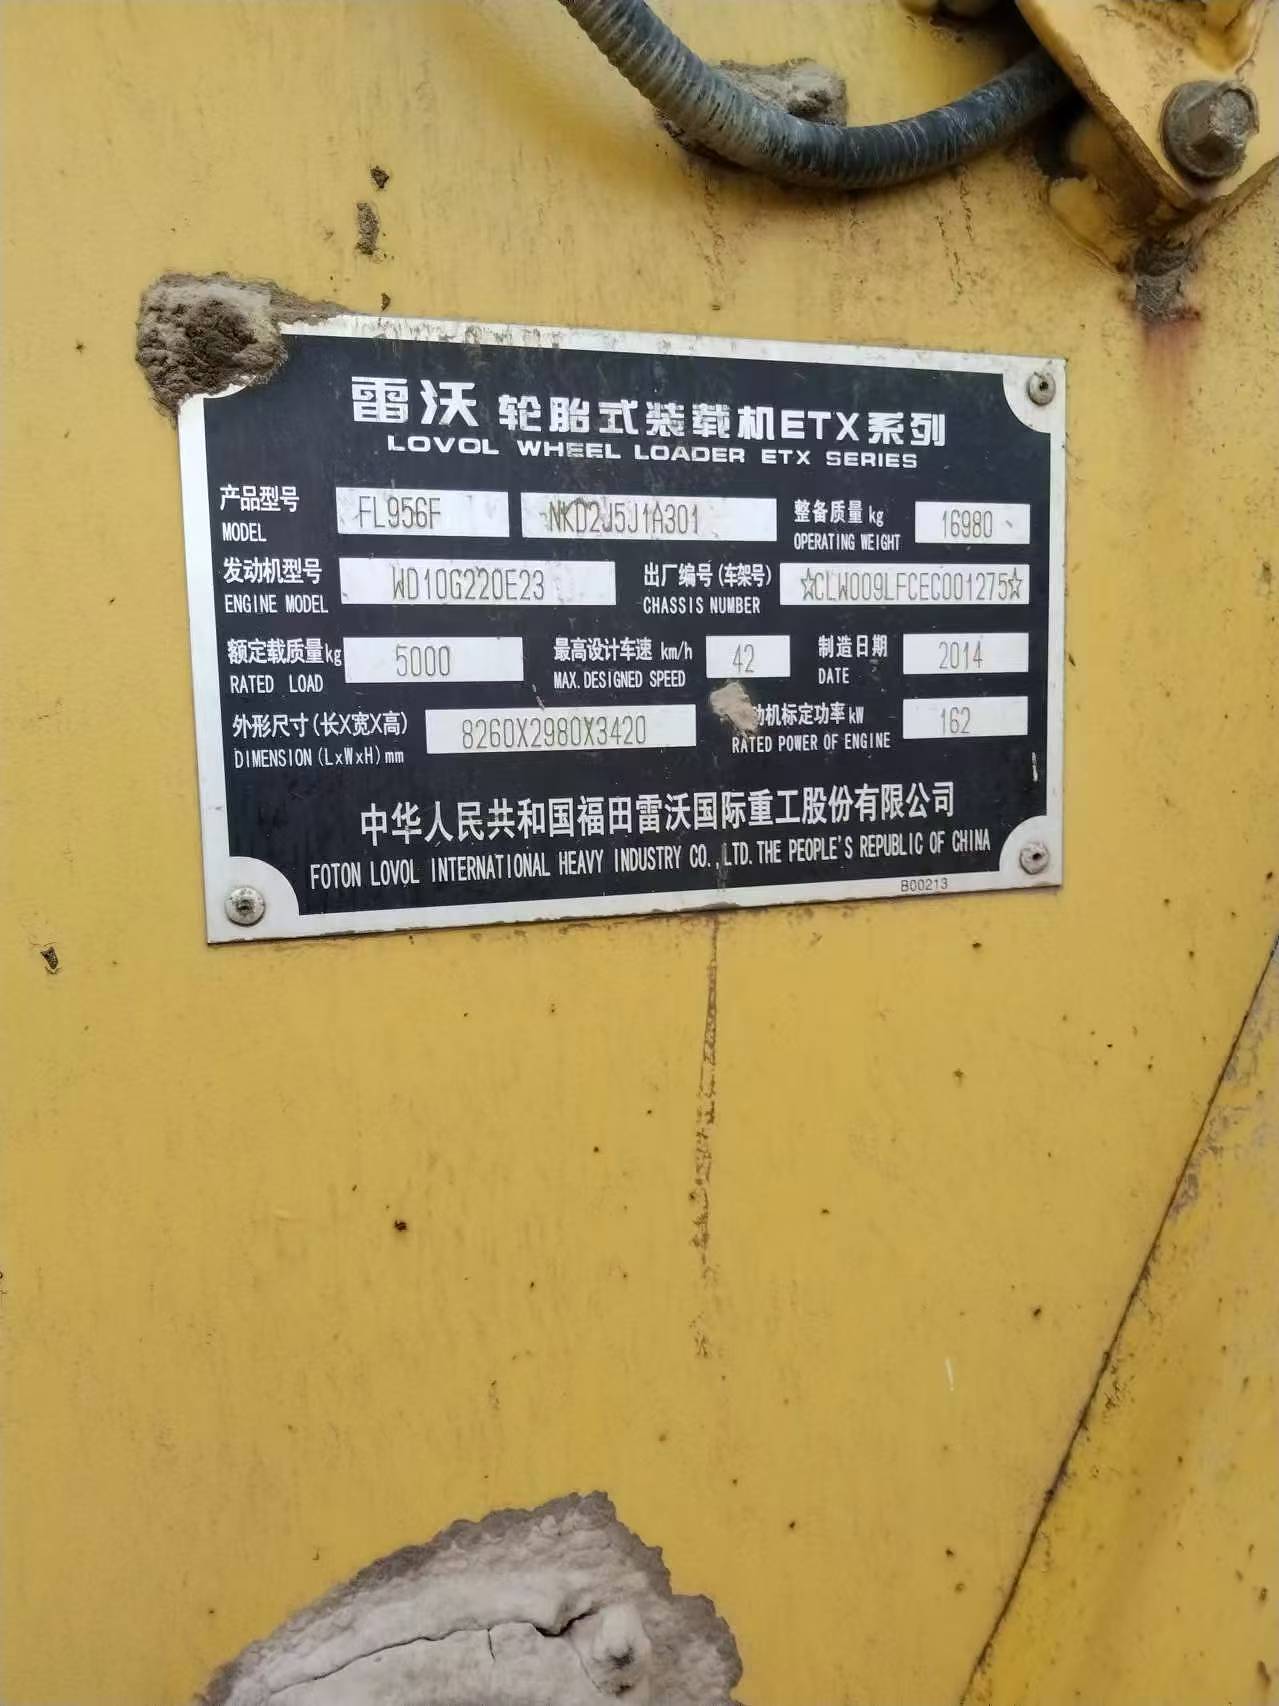 雷沃 轮胎式装载机ETX系列
LOVOL WHEEL LOADER ETX SERIES
产品型号 FL956F NKD2J5J1A301 整备质量 kg 16980
MODEL OPERATING WEIGHT
发动机型号 WD10G220E23 出厂编号(车架号) ☆CLW009LFCEC001275☆
ENGINE MODEL CHASSIS NUMBER
额定载质量kg 5000 最高设计车速 km/h 42 制造日期 2014
RATED LOAD MAX.DESIGNED SPEED DATE
外形尺寸(长X宽X高) 8260X2980X3420 动机标定功率kW 162
DIMENSION(LxWxH)mm RATED POWER OF ENGINE
中华人民共和国福田雷沃国际重工股份有限公司
FOTON LOVOL INTERNATIONAL HEAVY INDUSTRY CO.,LTD.THE PEOPLE'S REPUBLIC OF CHINA
B00213